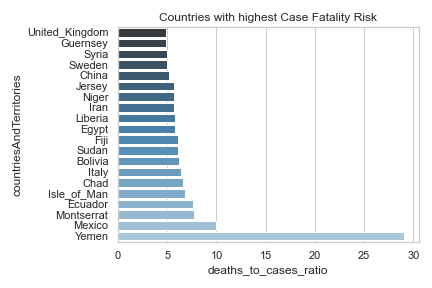 Countries with highest Case Fatality Risk
countriesAndTerritories
United_Kingdom
Guernsey
Syria
Sweden
China
Jersey
Niger
Iran
Liberia
Egypt
Fiji
Sudan
Bolivia
Italy
Chad
Isle_of_Man
Ecuador
Montserrat
Mexico
Yemen
0 5 10 15 20 25 30
deaths_to_cases_ratio